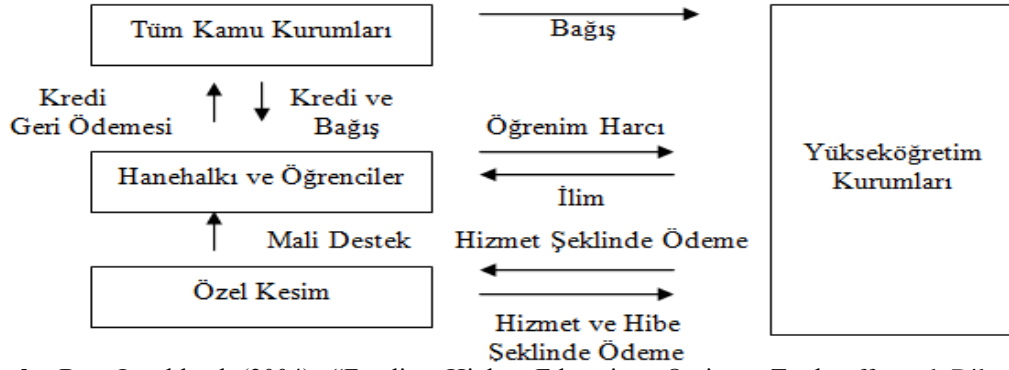 Tüm Kamu Kurumları
Bağış
Kredi
Geri Ödemesi
Kredi ve
Bağış
Öğrenim Harcı
Yükseköğretim
Kurumları
Hanehalkı ve Öğrenciler
İlim
Mali Destek
Hizmet Şeklinde Ödeme
Özel Kesim
Hizmet ve Hibe
Şeklinde Ödeme